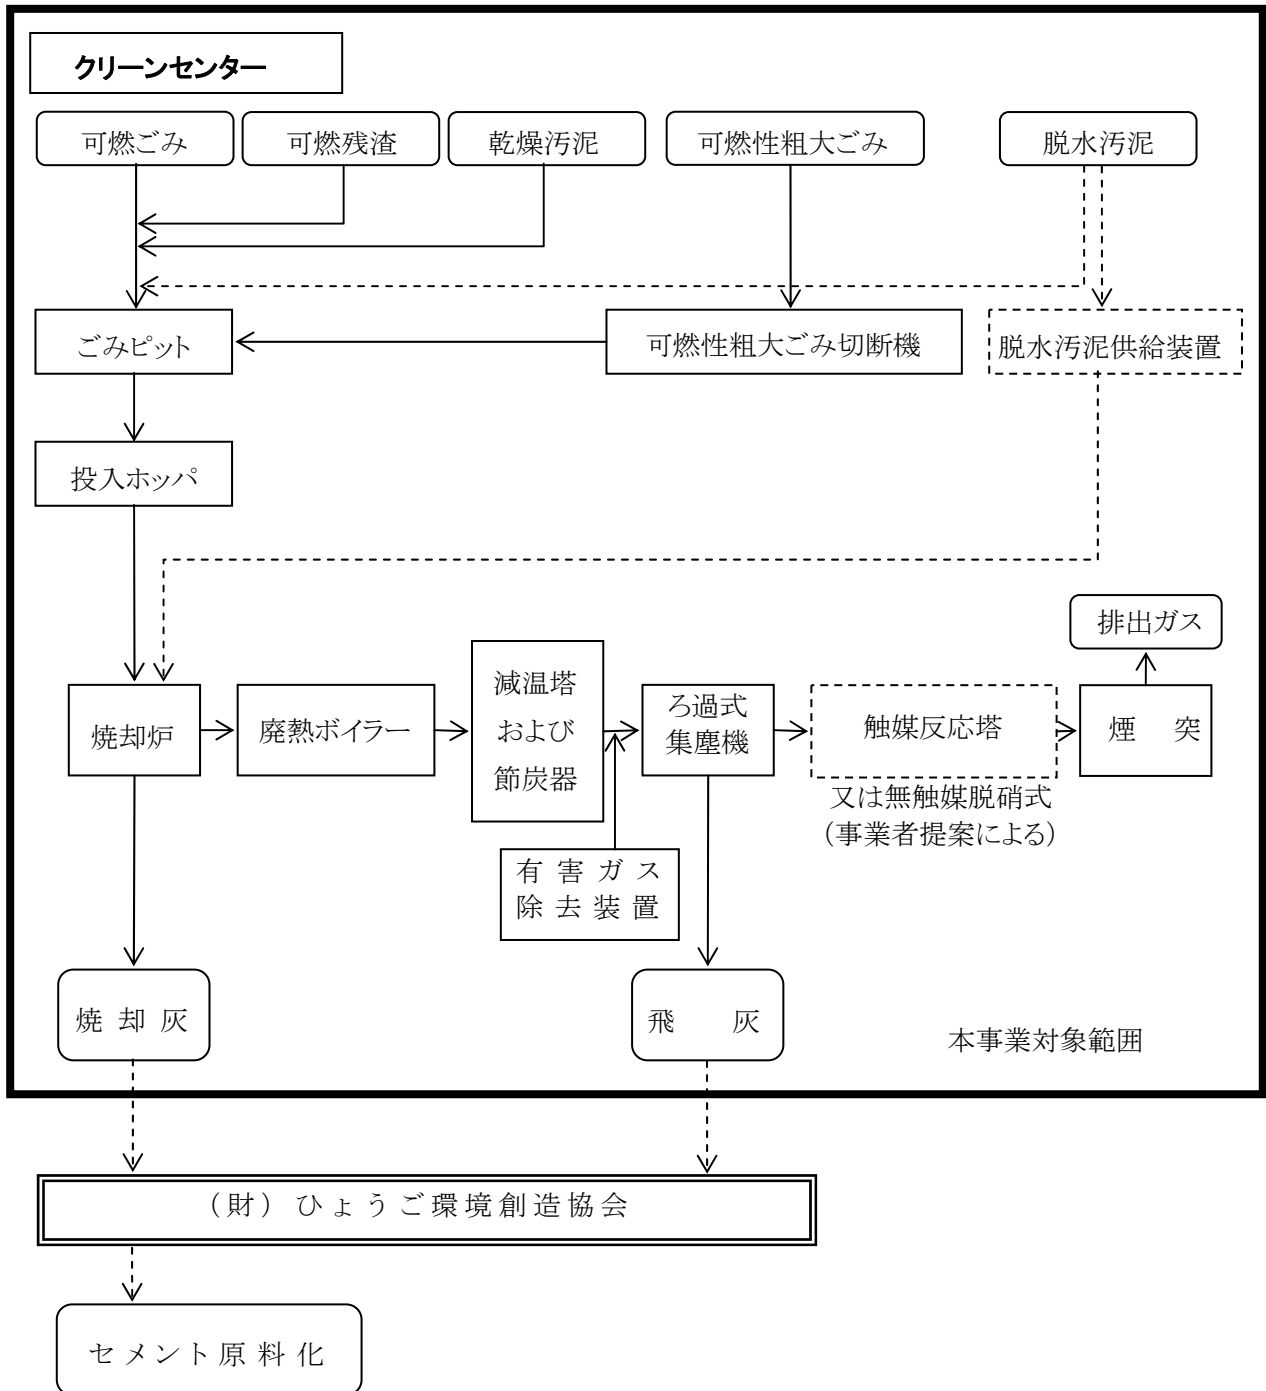 クリーンセンター
可燃ごみ
可燃残渣
乾燥汚泥
可燃性粗大ごみ
脱水汚泥
ごみピット
可燃性粗大ごみ切断機
脱水汚泥供給装置
投入ホッパ
排出ガス
焼却炉
廃熱ボイラー
減温塔
および
節炭器
ろ過式
集塵機
触媒反応塔
煙 突
又は無触媒脱硝式
(事業者提案による)
有害ガス
除去装置
焼却灰
飛 灰
本事業対象範囲
(財)ひょうご環境創造協会
セメント原料化